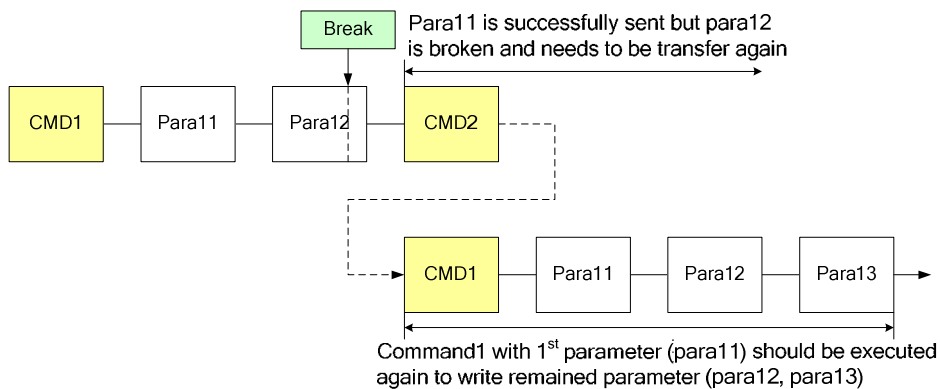 Break
Para11 is successfully sent but para12
is broken and needs to be transfer again
CMD1
Para11
Para12
CMD2
CMD1
Para11
Para12
Para13
Command1 with 1st parameter (para11) should be executed
again to write remained parameter (para12, para13)